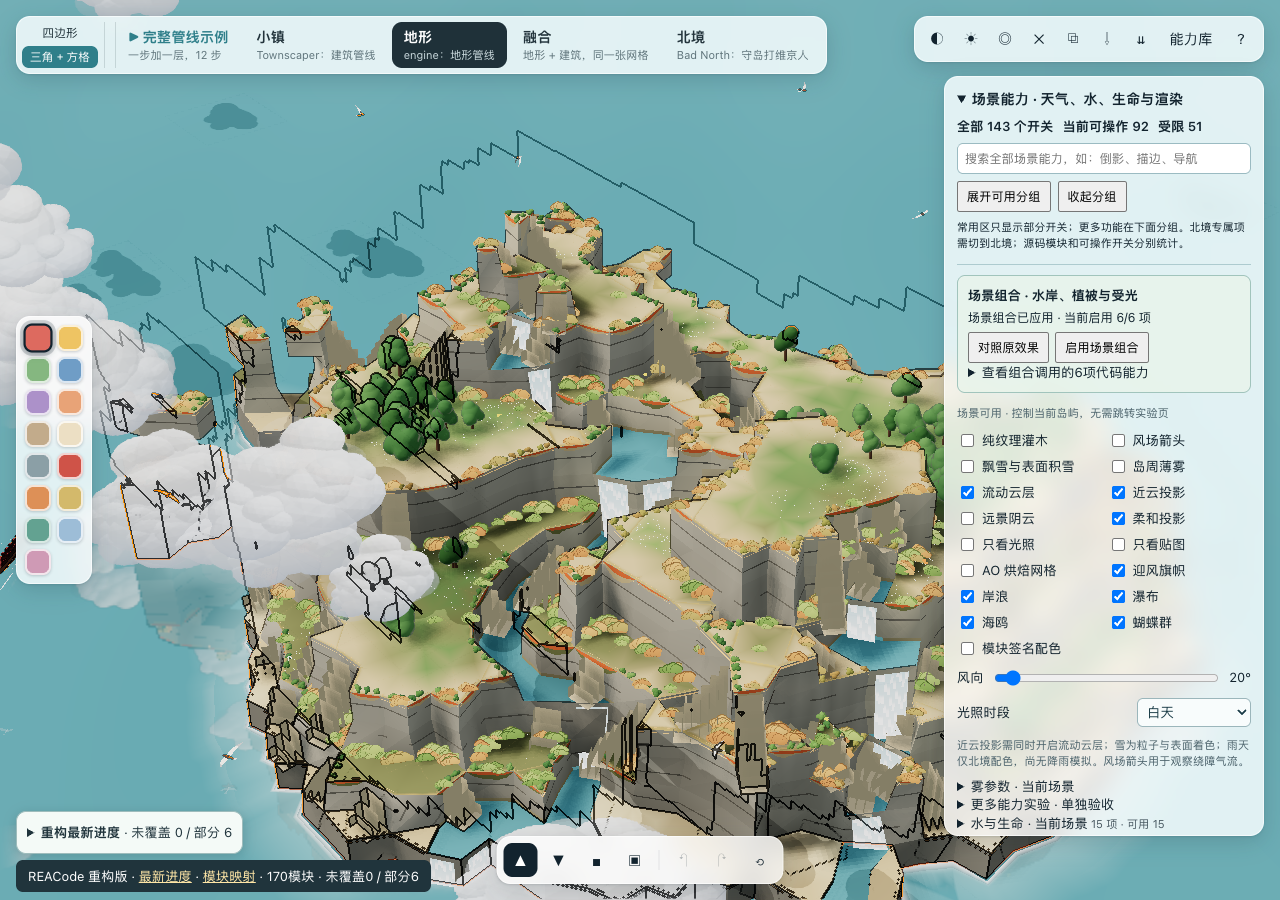 四边形
三角 + 方格
▶ 完整管线示例
一步加一层，12 步
小镇
Townscaper：建筑管线
地形
engine：地形管线
融合
地形 + 建筑，同一张网格
北境
Bad North：守岛打维京人
能力库
?
▼ 场景能力 · 天气、水、生命与渲染
全部 143 个开关 当前可操作 92 受限 51
搜索全部场景能力，如：倒影、描边、导航
展开可用分组
收起分组
常用区只显示部分开关；更多功能在下面分组。北境专属项
需切到北境；源码模块和可操作开关分别统计。
场景组合 · 水岸、植被与受光
场景组合已应用 · 当前启用 6/6 项
对照原效果
启用场景组合
▶ 查看组合调用的6项代码能力
场景可用 · 控制当前岛屿，无需跳转实验页
纯纹理灌木
风场箭头
飘雪与表面积雪
岛周薄雾
流动云层
近云投影
远景阴云
柔和投影
只看光照
只看贴图
AO 烘焙网格
迎风旗帜
岸浪
瀑布
海鸥
蝴蝶群
模块签名配色
风向
20°
光照时段
白天
近云投影需同时开启流动云层；雪为粒子与表面着色；雨天
仅北境配色，尚无降雨模拟。风场箭头用于观察绕障气流。
▶ 雾参数 · 当前场景
▶ 更多能力实验 · 单独验收
▶ 水与生命 · 当前场景 15 项 · 可用 15
▶ 重构最新进度 · 未覆盖 0 / 部分 6
REACode 重构版 · 最新进度 · 模块映射 · 170模块 · 未覆盖0 / 部分6